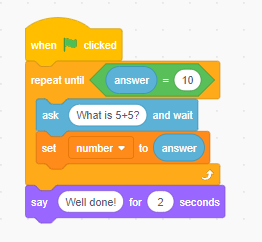 when clicked
repeat until answer = 10
ask What is 5+5? and wait
set number to answer
say Well done! for 2 seconds